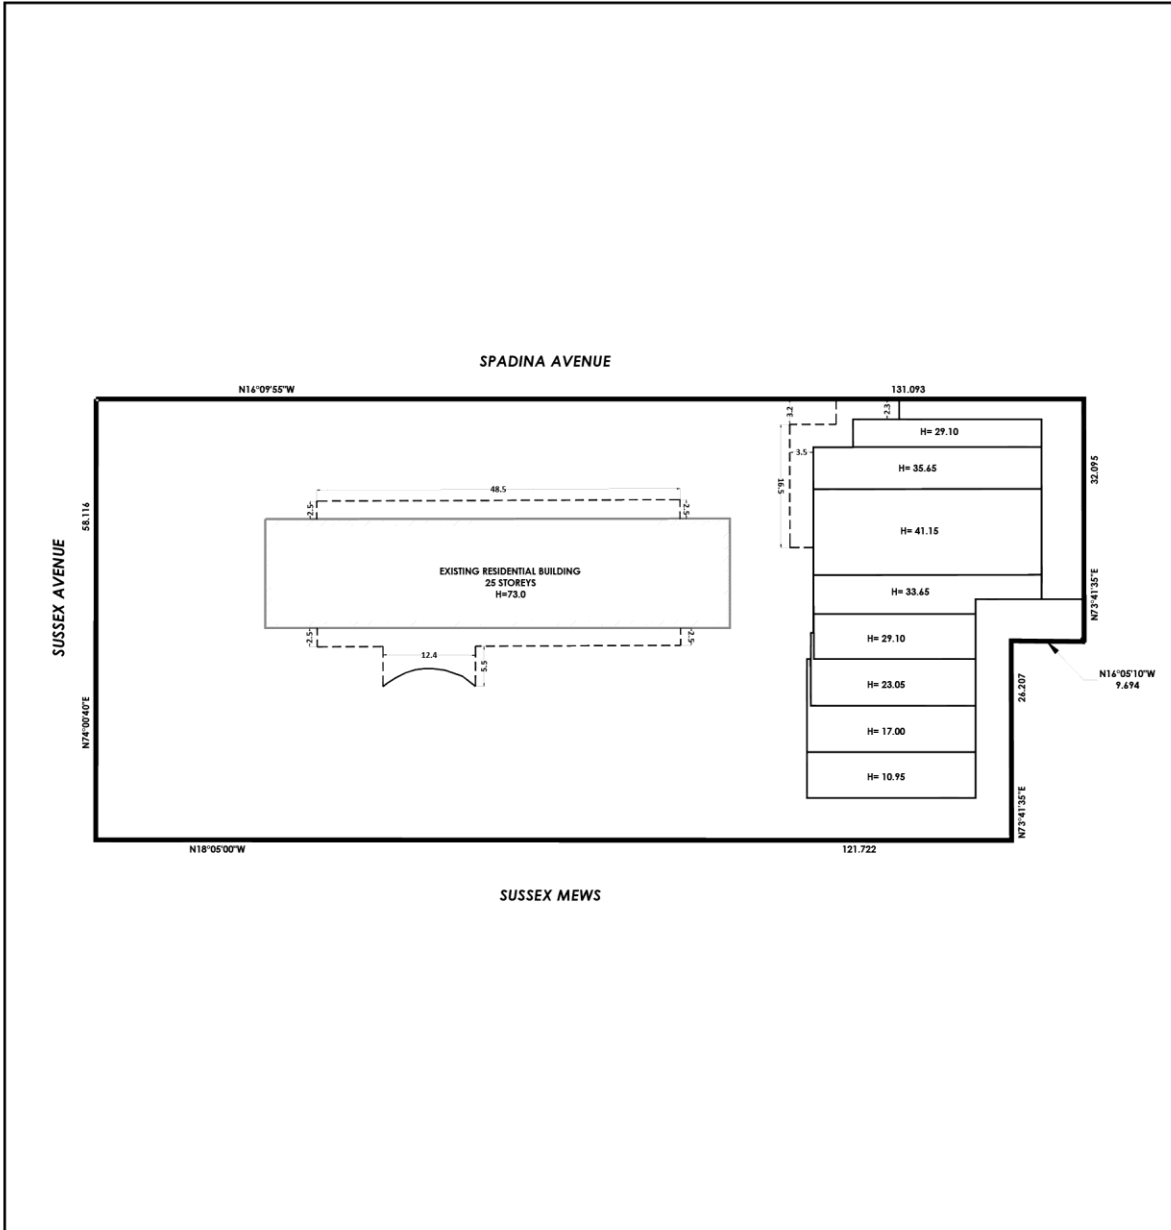 SPADINA AVENUE
N16°09'55"W
131.093
3.2
2.3
H= 29.10
3.5
H= 35.65
32.095
16.5
48.5
2.5
2.5
58.116
H= 41.15
SUSSEX AVENUE
EXISTING RESIDENTIAL BUILDING
25 STOREYS
H=73.0
H= 33.65
N73°41'35"E
2.5
2.5
H= 29.10
12.4
5.5
N16°05'10"W
9.694
H= 23.05
26.207
N74°00'40"E
H= 17.00
H= 10.95
N73°41'35"E
N18°05'00"W
121.722
SUSSEX MEWS